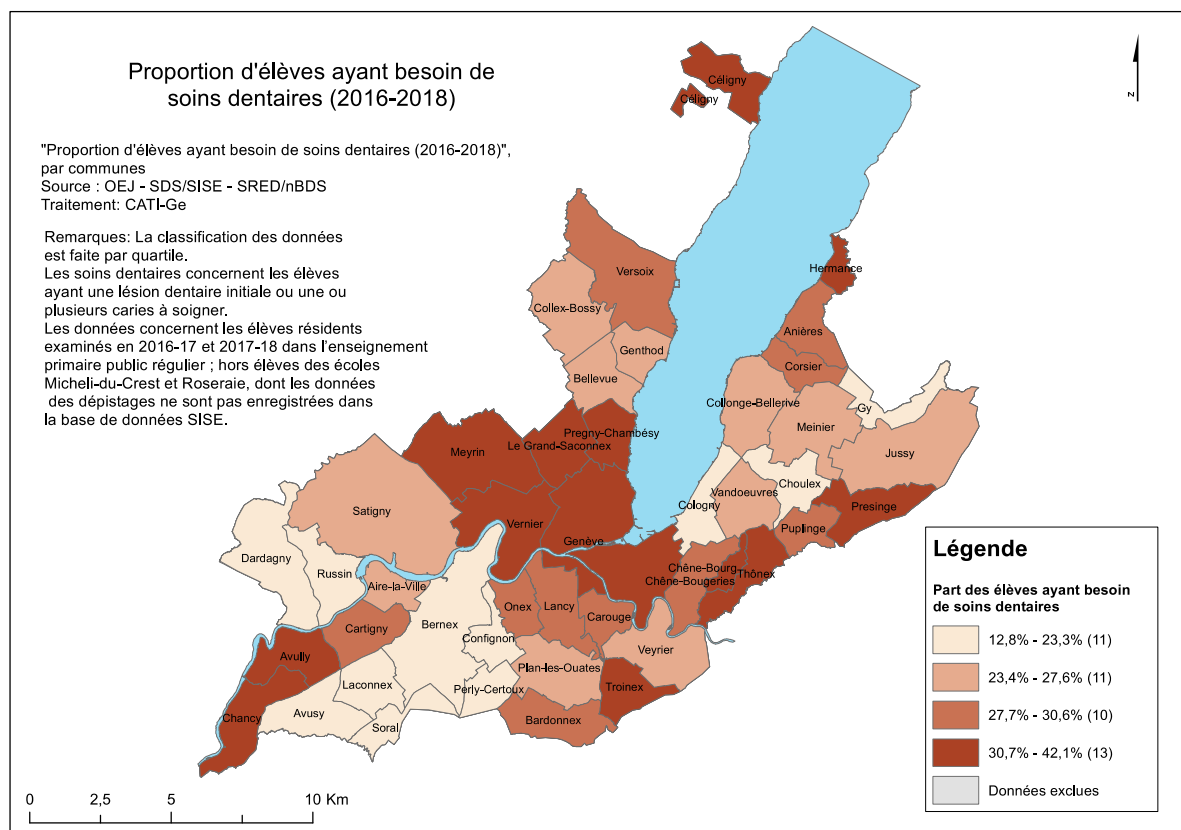 Proportion d'élèves ayant besoin de
soins dentaires (2016-2018)
"Proportion d'élèves ayant besoin de soins dentaires (2016-2018)",
par communes
Source : OEJ - SDS/SISE - SRED/nBDS
Traitement: CATI-Ge
Remarques: La classification des données
est faite par quartile.
Les soins dentaires concernent les élèves
ayant une lésion dentaire initiale ou une ou
plusieurs caries à soigner.
Les données concernent les élèves résidents
examinés en 2016-17 et 2017-18 dans l'enseignement
primaire public régulier ; hors élèves des écoles
Micheli-du-Crest et Roseraie, dont les données
des dépistages ne sont pas enregistrées dans
la base de données SISE.
z
Céligny
Céligny
Versoix
Hermance
Collex-Bossy
Anières
Genthod
Corsier
Bellevue
Collonge-Bellerive
Gy
Meinier
Pregny-Chambésy
Le Grand-Saconnex
Meyrin
Jussy
Choulex
Vandoeuvres
Cologny
Presinge
Satigny
Vernier
Puplinge
Genève
Dardagny
Russin
Chêne-Bourg
Thônex
Chêne-Bougeries
Aire-la-Ville
Onex
Lancy
Carouge
Bernex
Cartigny
Confignon
Veyrier
Avully
Plan-les-Ouates
Laconnex
Troinex
Perly-Certoux
Avusy
Chancy
Soral
Bardonnex
Légende
Part des élèves ayant besoin
de soins dentaires
12,8% - 23,3% (11)
23,4% - 27,6% (11)
27,7% - 30,6% (10)
30,7% - 42,1% (13)
Données exclues
0 2,5 5 10 Km